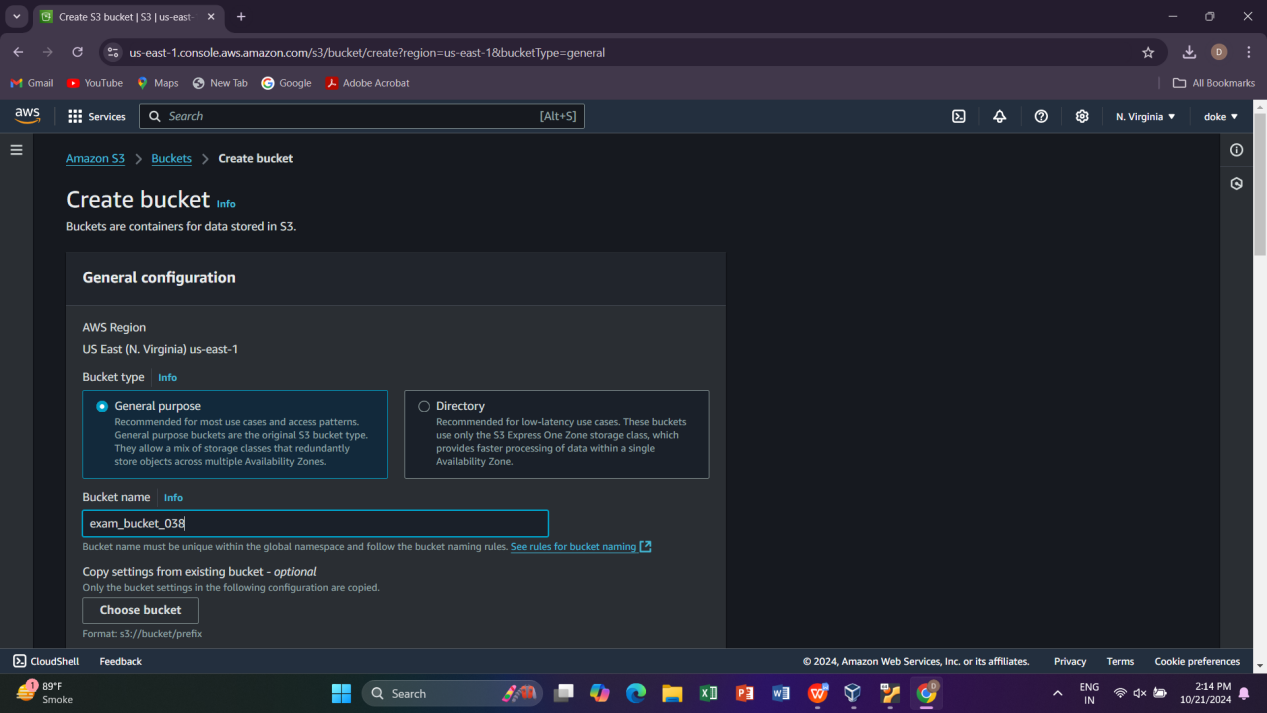 Create S3 bucket | S3 | us-east-
us-east-1.console.aws.amazon.com/s3/bucket/create?region=us-east-1&bucketType=general
D
Gmail YouTube Maps New Tab Google Adobe Acrobat All Bookmarks
aws Services Search [Alt+S] N. Virginia doke
Amazon S3 Buckets Create bucket
Create bucket Info
Buckets are containers for data stored in S3.
General configuration
AWS Region
US East (N. Virginia) us-east-1
Bucket type Info
General purpose
Recommended for most use cases and access patterns.
General purpose buckets are the original S3 bucket type.
They allow a mix of storage classes that redundantly
store objects across multiple Availability Zones.
Directory
Recommended for low-latency use cases. These buckets
use only the S3 Express One Zone storage class, which
provides faster processing of data within a single
Availability Zone.
Bucket name Info
exam_bucket_038
Bucket name must be unique within the global namespace and follow the bucket naming rules. See rules for bucket naming
Copy settings from existing bucket - optional
Only the bucket settings in the following configuration are copied.
Choose bucket
Format: s3://bucket/prefix
CloudShell Feedback © 2024, Amazon Web Services, Inc. or its affiliates. Privacy Terms Cookie preferences
1 89°F
Smoke
Search
ENG
IN
2:14 PM
10/21/2024